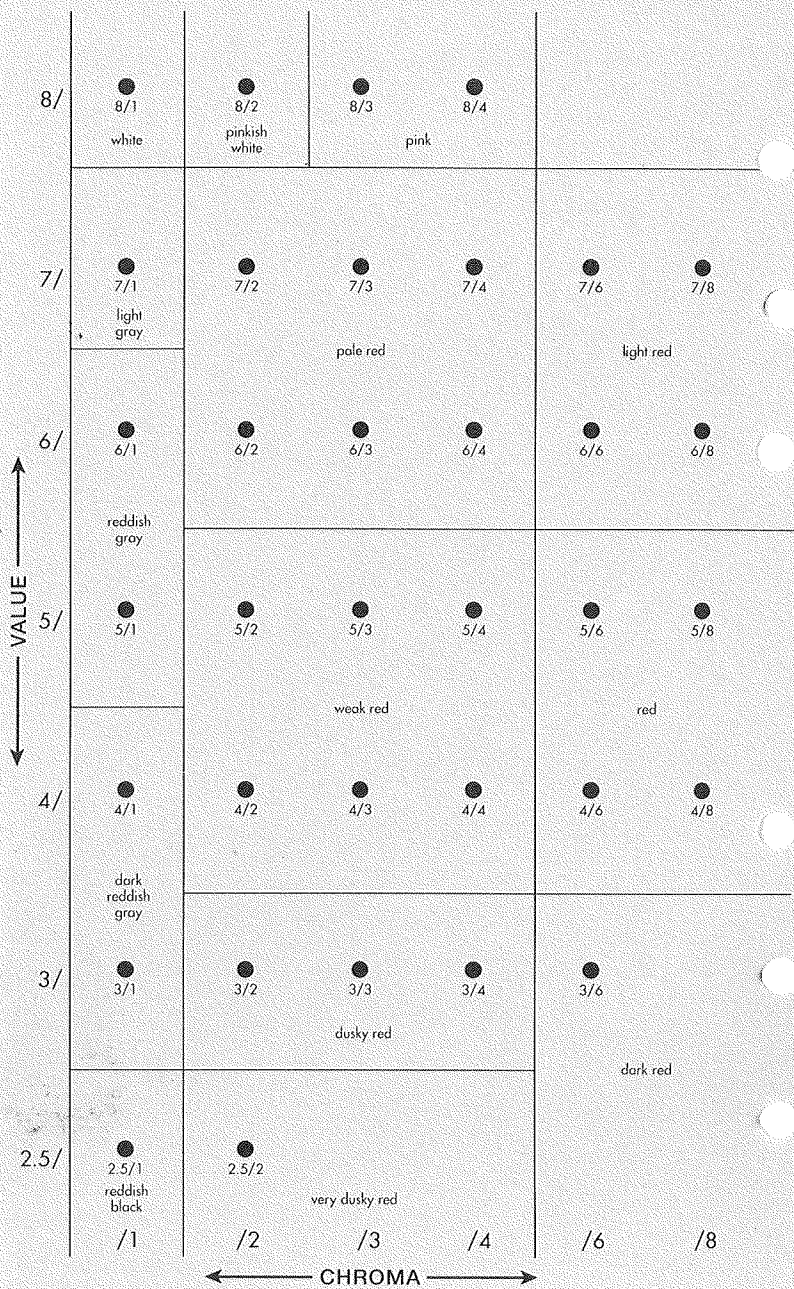 8/
8/1
8/2
8/3
8/4
white
pinkish
white
pink
7/
7/1
7/2
7/3
7/4
7/6
7/8
light
gray
pale red
light red
6/
6/1
6/2
6/3
6/4
6/6
6/8
reddish
gray
VALUE
5/
5/1
5/2
5/3
5/4
5/6
5/8
weak red
red
4/
4/1
4/2
4/3
4/4
4/6
4/8
dark
reddish
gray
3/
3/1
3/2
3/3
3/4
3/6
dusky red
dark red
2.5/
2.5/1
2.5/2
reddish
black
very dusky red
/1
/2
/3
/4
/6
/8
CHROMA